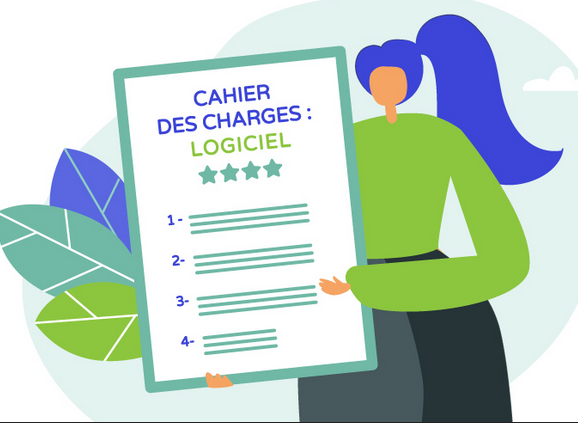 CAHIER
DES CHARGES :
LOGICIEL
1-
2-
3-
4-